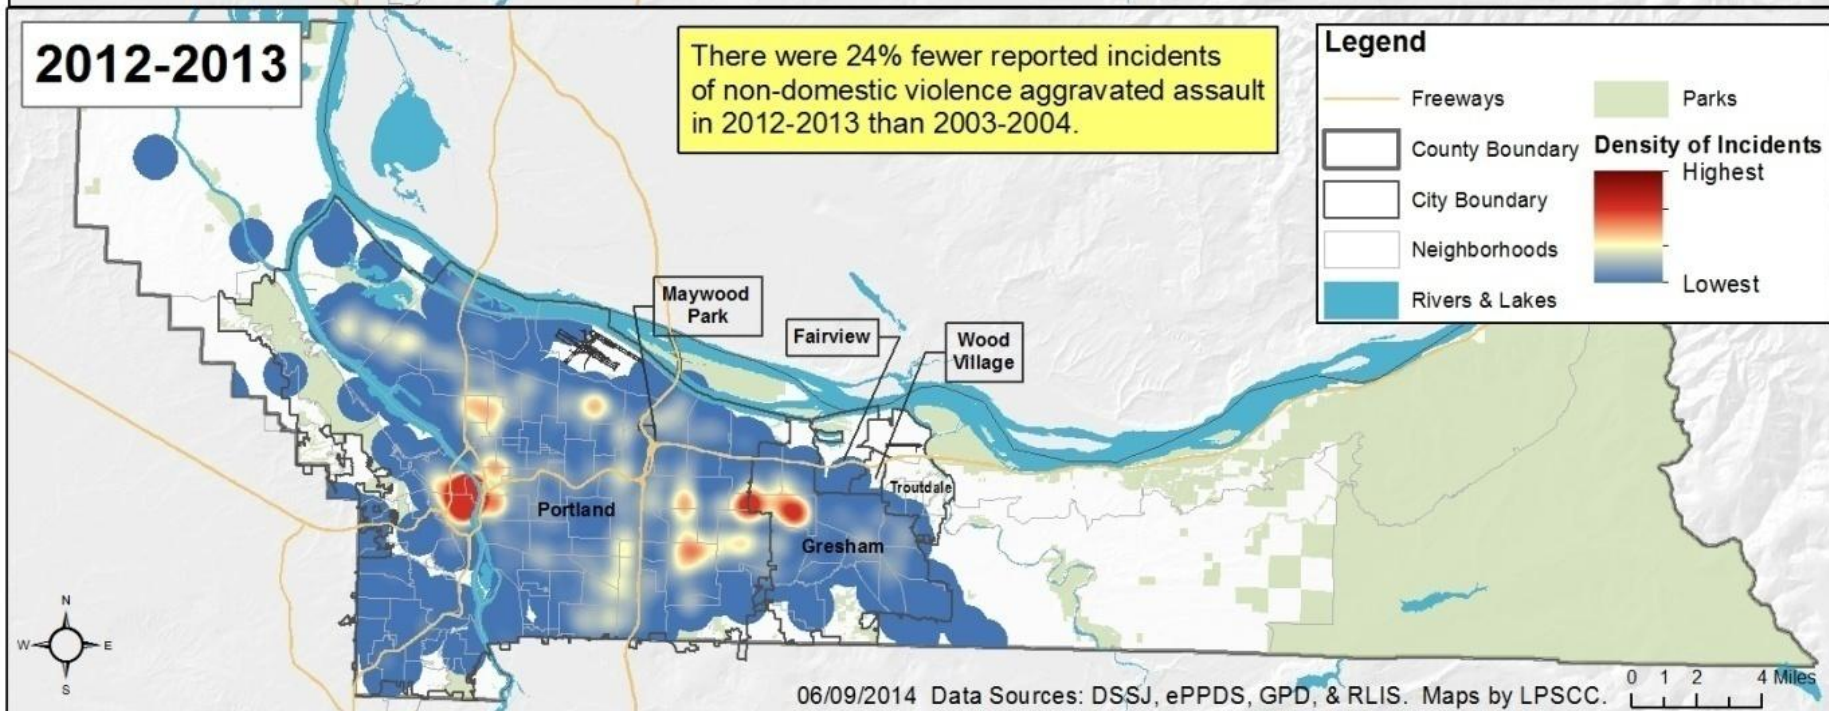 2012-2013
There were 24% fewer reported incidents
of non-domestic violence aggravated assault
in 2012-2013 than 2003-2004.
Legend
Freeways
County Boundary
City Boundary
Neighborhoods
Rivers & Lakes
Parks
Density of Incidents
Highest
Lowest
Maywood
Park
Fairview
Wood
Village
Troutdale
Portland
Gresham
N
W
E
S
0 1 2 4 Miles
06/09/2014 Data Sources: DSSJ, ePPDS, GPD, & RLIS. Maps by LPSCC.